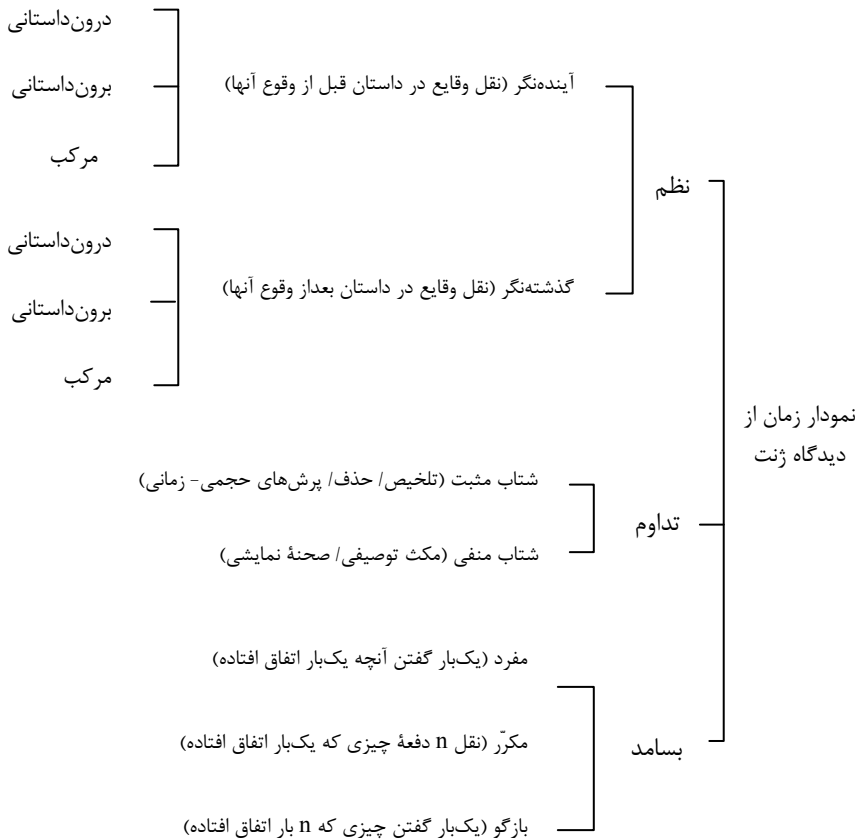 نمودار زمان از
دیدگاه ژنت
نظم
آینده‌نگر (نقل وقایع در داستان قبل از وقوع آنها)
درون‌داستانی
برون‌داستانی
مرکب
گذشته‌نگر (نقل وقایع در داستان بعداز وقوع آنها)
درون‌داستانی
برون‌داستانی
مرکب
تداوم
شتاب مثبت (تلخیص/ حذف/ پرش‌های حجمی- زمانی)
شتاب منفی (مکث توصیفی/ صحنهٔ نمایشی)
بسامد
مفرد (یک‌بار گفتن آنچه یک‌بار اتفاق افتاده)
مکرّر (نقل n دفعهٔ چیزی که یک‌بار اتفاق افتاده)
بازگو (یک‌بار گفتن چیزی که n بار اتفاق افتاده)